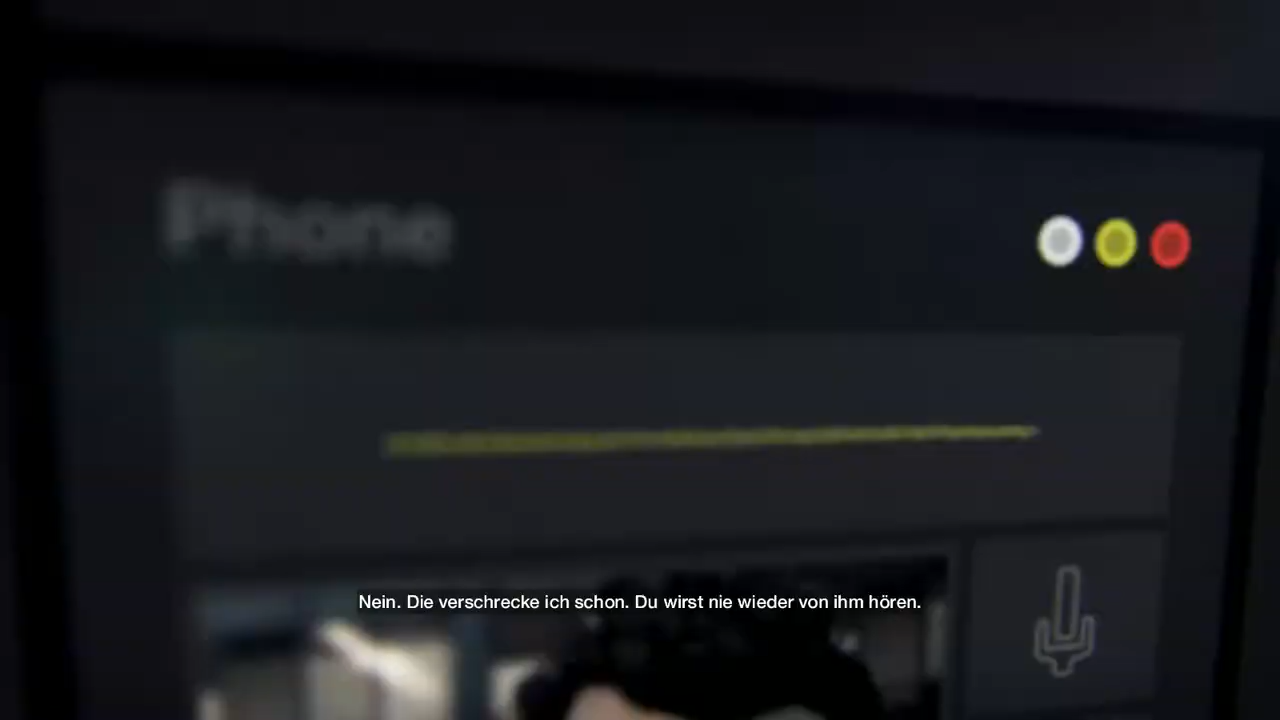 Phone
Nein. Die verschrecke ich schon. Du wirst nie wieder von ihm hören.